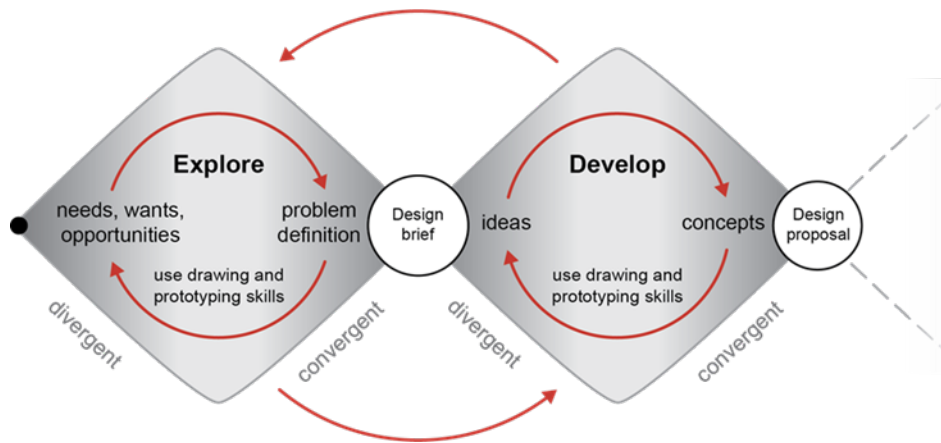 Explore
needs, wants,
opportunities
problem
definition
use drawing and
prototyping skills
divergent
convergent
Design
brief
Develop
ideas
concepts
use drawing and
prototyping skills
divergent
convergent
Design
proposal